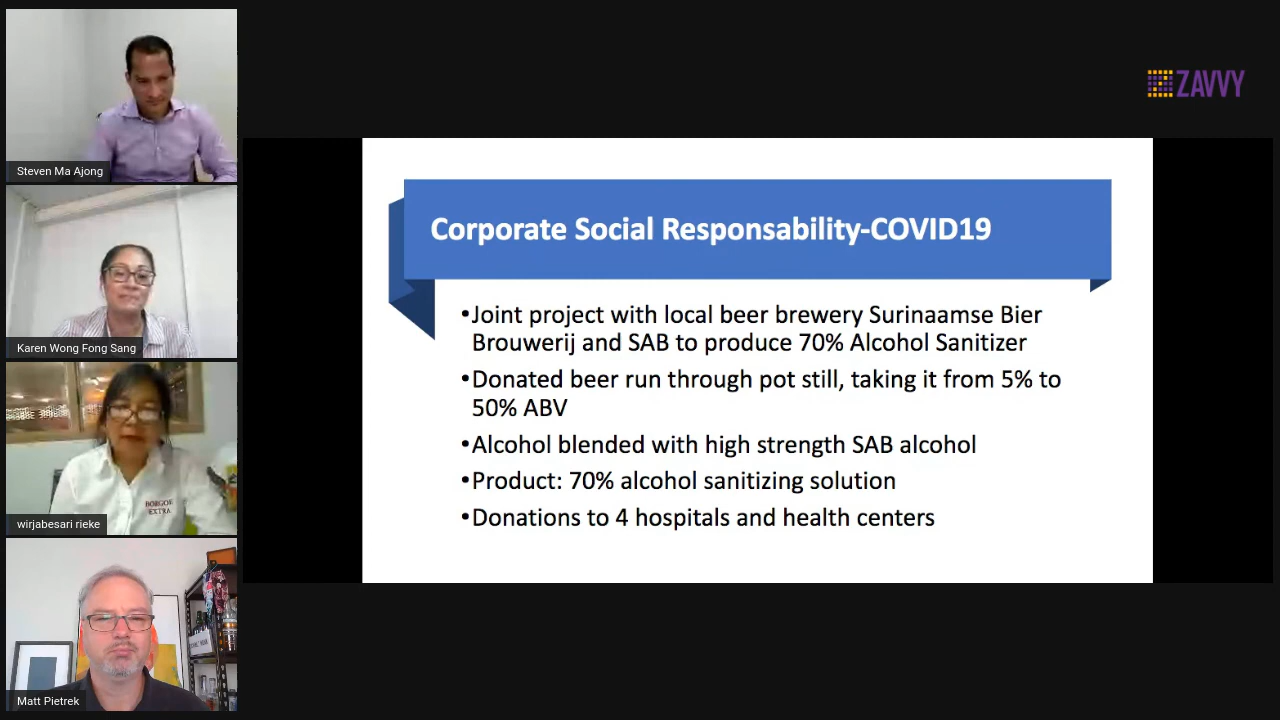 Steven Ma Ajong
Karen Wong Fong Sang
BORGOE
EXTRA
wirjabesari rieke
Matt Pietrek
ZAVVY
Corporate Social Responsability-COVID19
•Joint project with local beer brewery Surinaamse Bier
Brouwerij and SAB to produce 70% Alcohol Sanitizer
•Donated beer run through pot still, taking it from 5% to
50% ABV
•Alcohol blended with high strength SAB alcohol
•Product: 70% alcohol sanitizing solution
•Donations to 4 hospitals and health centers